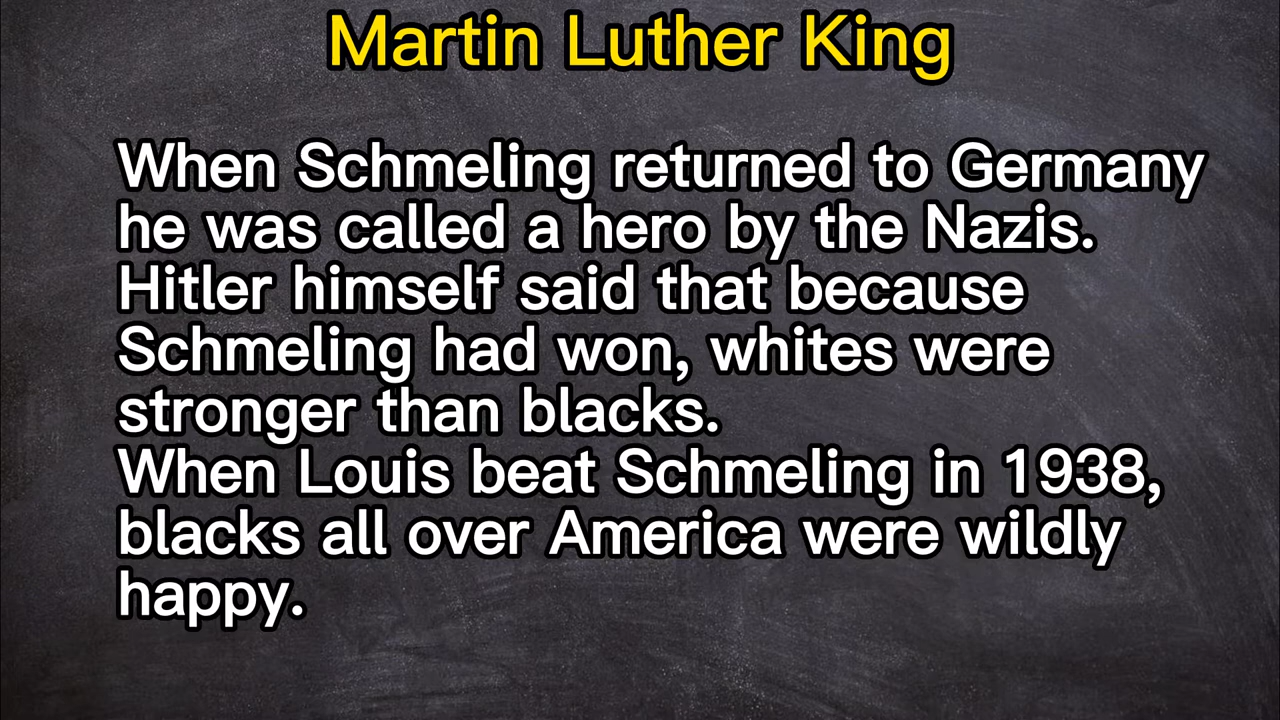 Martin Luther King
When Schmeling returned to Germany
he was called a hero by the Nazis.
Hitler himself said that because
Schmeling had won, whites were
stronger than blacks.
When Louis beat Schmeling in 1938,
blacks all over America were wildly
happy.